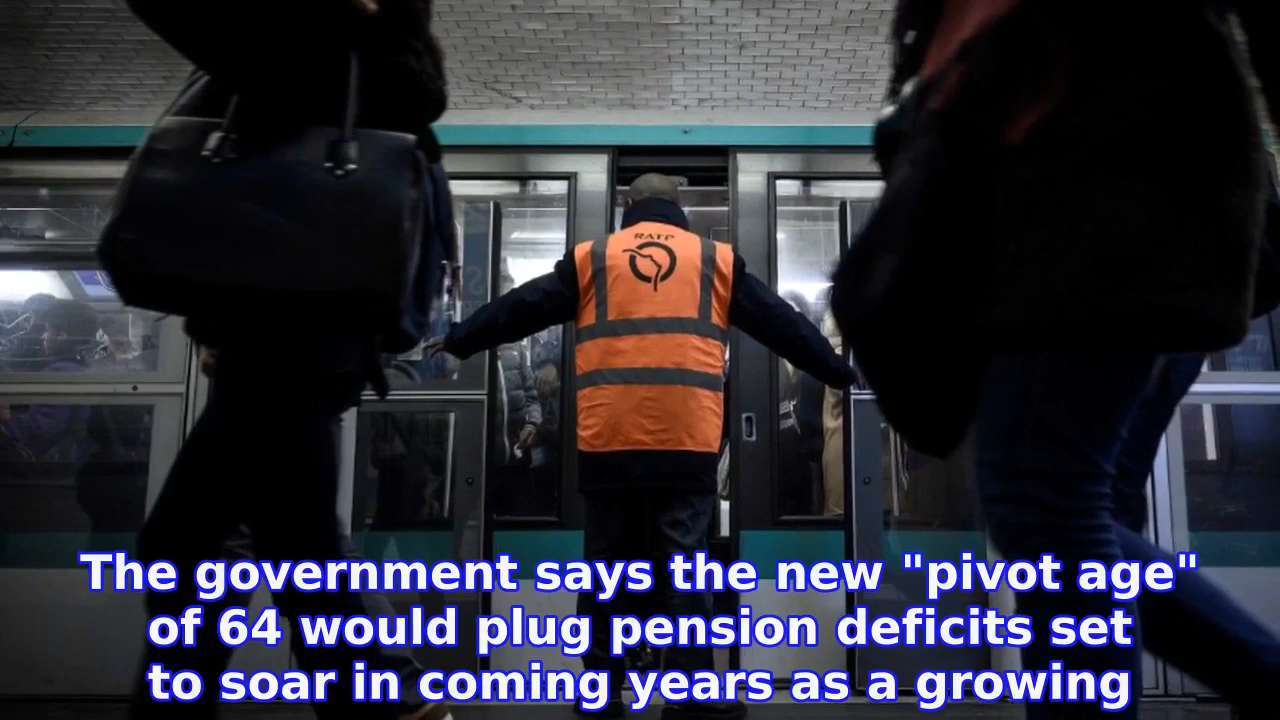 RATP
The government says the new "pivot age"
of 64 would plug pension deficits set
to soar in coming years as a growing